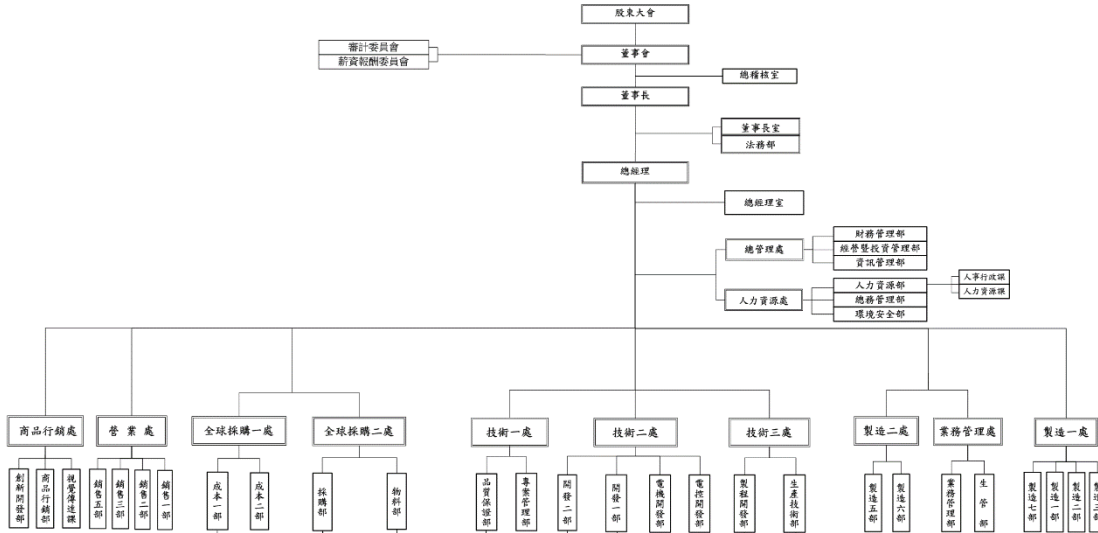 股東大會
審計委員會
薪資報酬委員會
董事會
總稽核室
董事長
董事長室
法務部
總經理
總經理室
總管理處
財務管理部
經營暨投資管理部
資訊管理部
人力資源處
人力資源部
總務管理部
環境安全部
人事行政課
人力資源課
商品行銷處
營業處
全球採購一處
全球採購二處
技術一處
技術二處
技術三處
製造二處
業務管理處
製造一處
創新開發部
商品行銷部
視覺傳達課
銷售五部
銷售三部
銷售二部
銷售一部
成本一部
成本二部
採購部
物料部
品質保證部
專案管理部
開發二部
開發一部
電機開發部
電控開發部
製程開發部
生產技術部
製造五部
製造六部
業務管理部
生管部
製造七部
製造一部
製造二部
製造三部